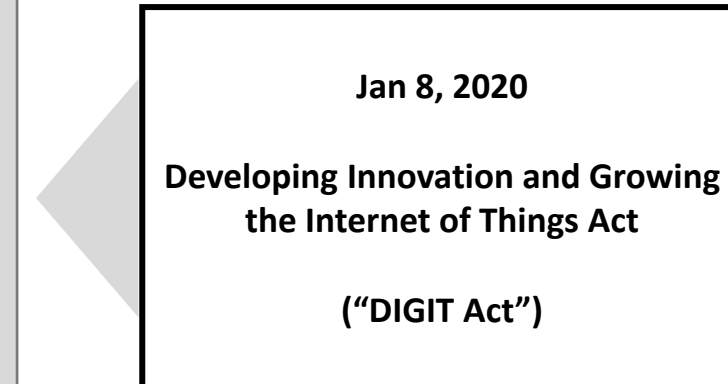 Jan 8, 2020
Developing Innovation and Growing
the Internet of Things Act
(“DIGIT Act”)